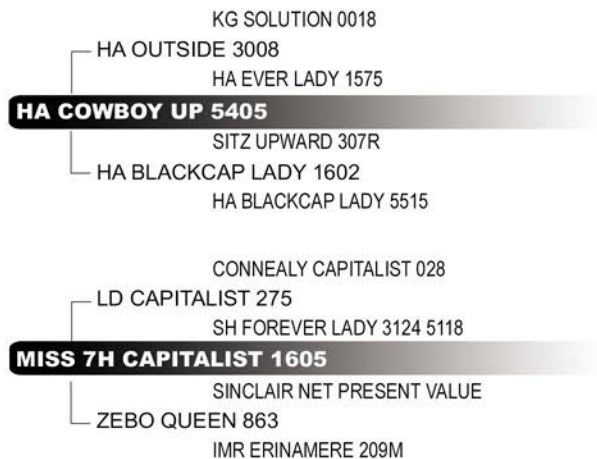 KG SOLUTION 0018
HA OUTSIDE 3008
HA EVER LADY 1575
HA COWBOY UP 5405
SITZ UPWARD 307R
HA BLACKCAP LADY 1602
HA BLACKCAP LADY 5515
CONNEALY CAPITALIST 028
LD CAPITALIST 275
SH FOREVER LADY 3124 5118
MISS 7H CAPITALIST 1605
SINCLAIR NET PRESENT VALUE
ZEBO QUEEN 863
IMR ERINAMERE 209M